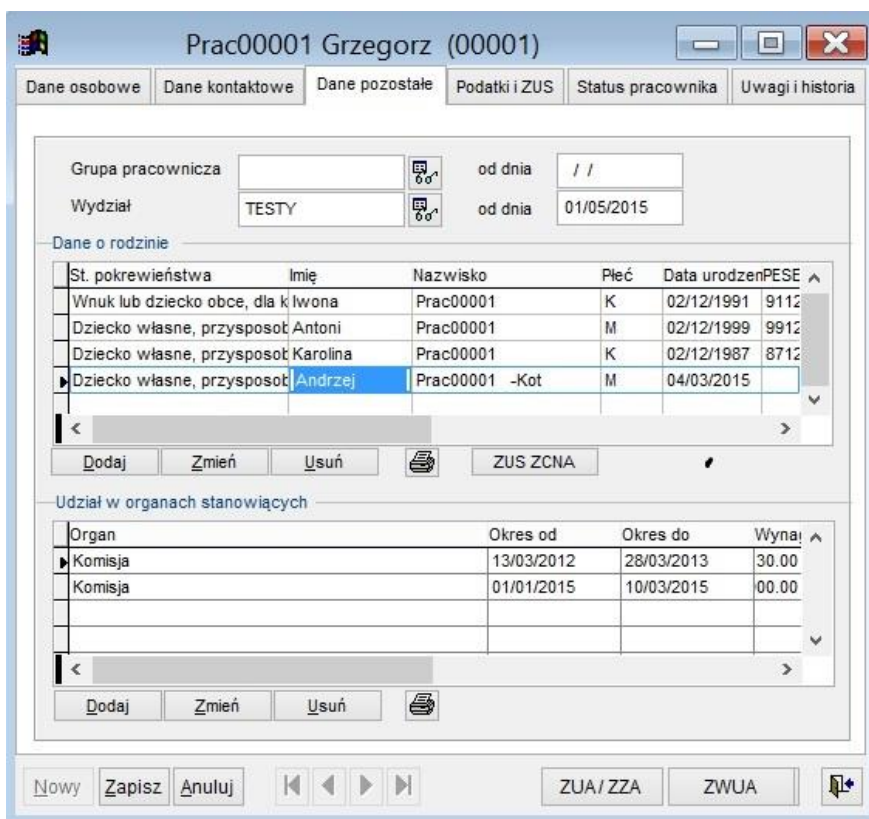 Prac00001 Grzegorz (00001)
Dane osobowe Dane kontaktowe Dane pozostałe Podatki i ZUS Status pracownika Uwagi i historia
Grupa pracownicza od dnia / /
Wydział TESTY od dnia 01/05/2015
Dane o rodzinie
St. pokrewieństwa Imię Nazwisko Płeć Data urodzen PESE
Wnuk lub dziecko obce, dla k Iwona Prac00001 K 02/12/1991 9112
Dziecko własne, przysposob Antoni Prac00001 M 02/12/1999 9912
Dziecko własne, przysposob Karolina Prac00001 K 02/12/1987 8712
Dziecko własne, przysposob Andrzej Prac00001 -Kot M 04/03/2015
Dodaj Zmień Usuń ZUS ZCNA
Udział w organach stanowiących
Organ Okres od Okres do Wynag
Komisja 13/03/2012 28/03/2013 30.00
Komisja 01/01/2015 10/03/2015 00.00
Dodaj Zmień Usuń
Nowy Zapisz Anuluj ZUA / ZZA ZWUA